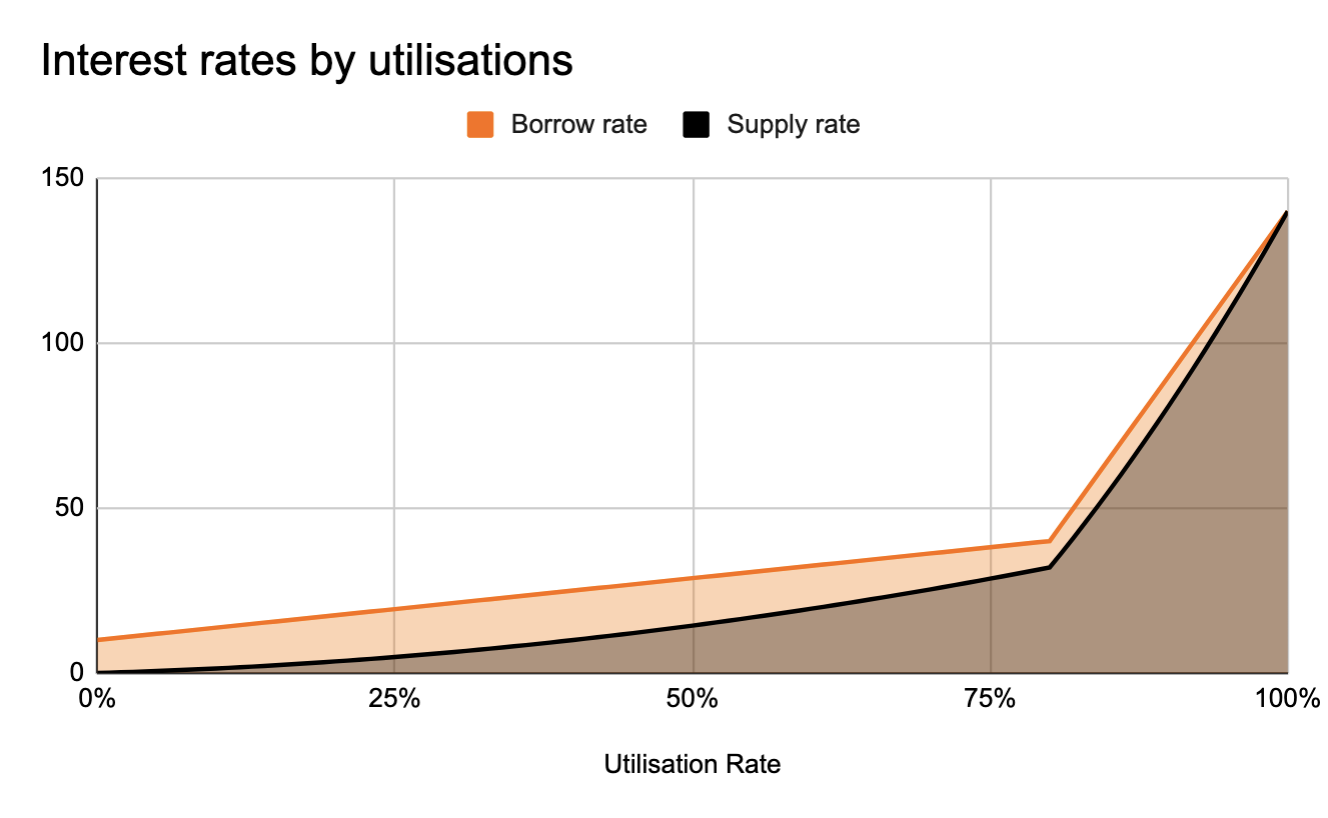 Interest rates by utilisations
Borrow rate Supply rate
150
100
50
0
0% 25% 50% 75% 100%
Utilisation Rate